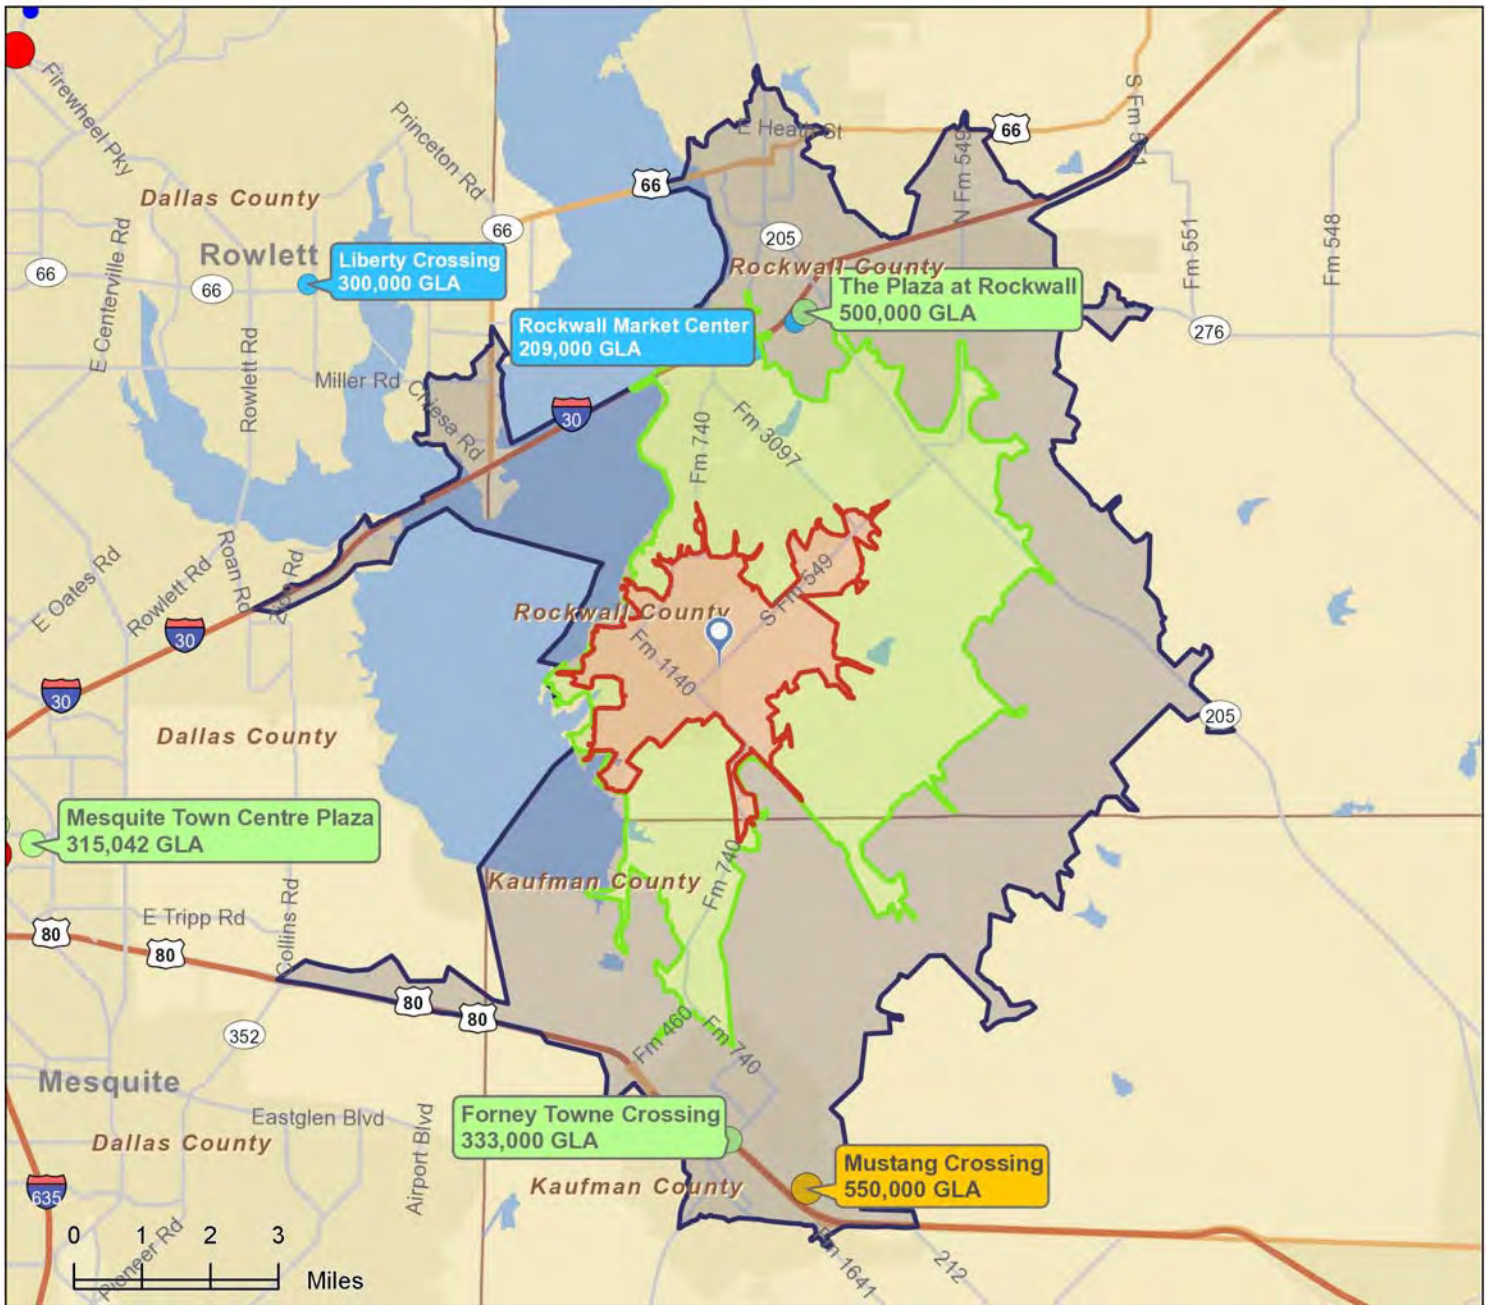 Firewheel Pky
Princeton Rd
E Heath St
66
S Fm 551
N Fm 549
66
Dallas County
E Centerville Rd
Rowlett
66
205
Fm 551
Fm 548
66
66
Liberty Crossing
300,000 GLA
Rockwall County
The Plaza at Rockwall
500,000 GLA
Rockwall Market Center
209,000 GLA
276
Rowlett Rd
Miller Rd
Chiesa Rd
30
Fm 740
Fm 3097
E Oates Rd
Rowlett Rd
Roan Rd
Zion Rd
S Fm 549
Rockwall County
30
Fm 1140
30
205
Dallas County
Mesquite Town Centre Plaza
315,042 GLA
Fm 740
Kaufman County
E Tripp Rd
Collins Rd
80
80
80
80
352
Fm 460
Fm 740
Mesquite
Eastglen Blvd
Airport Blvd
Forney Towne Crossing
333,000 GLA
Dallas County
Mustang Crossing
550,000 GLA
Kaufman County
635
0 1 2 3
Miles
Pioneer Rd
Fm 1641
212